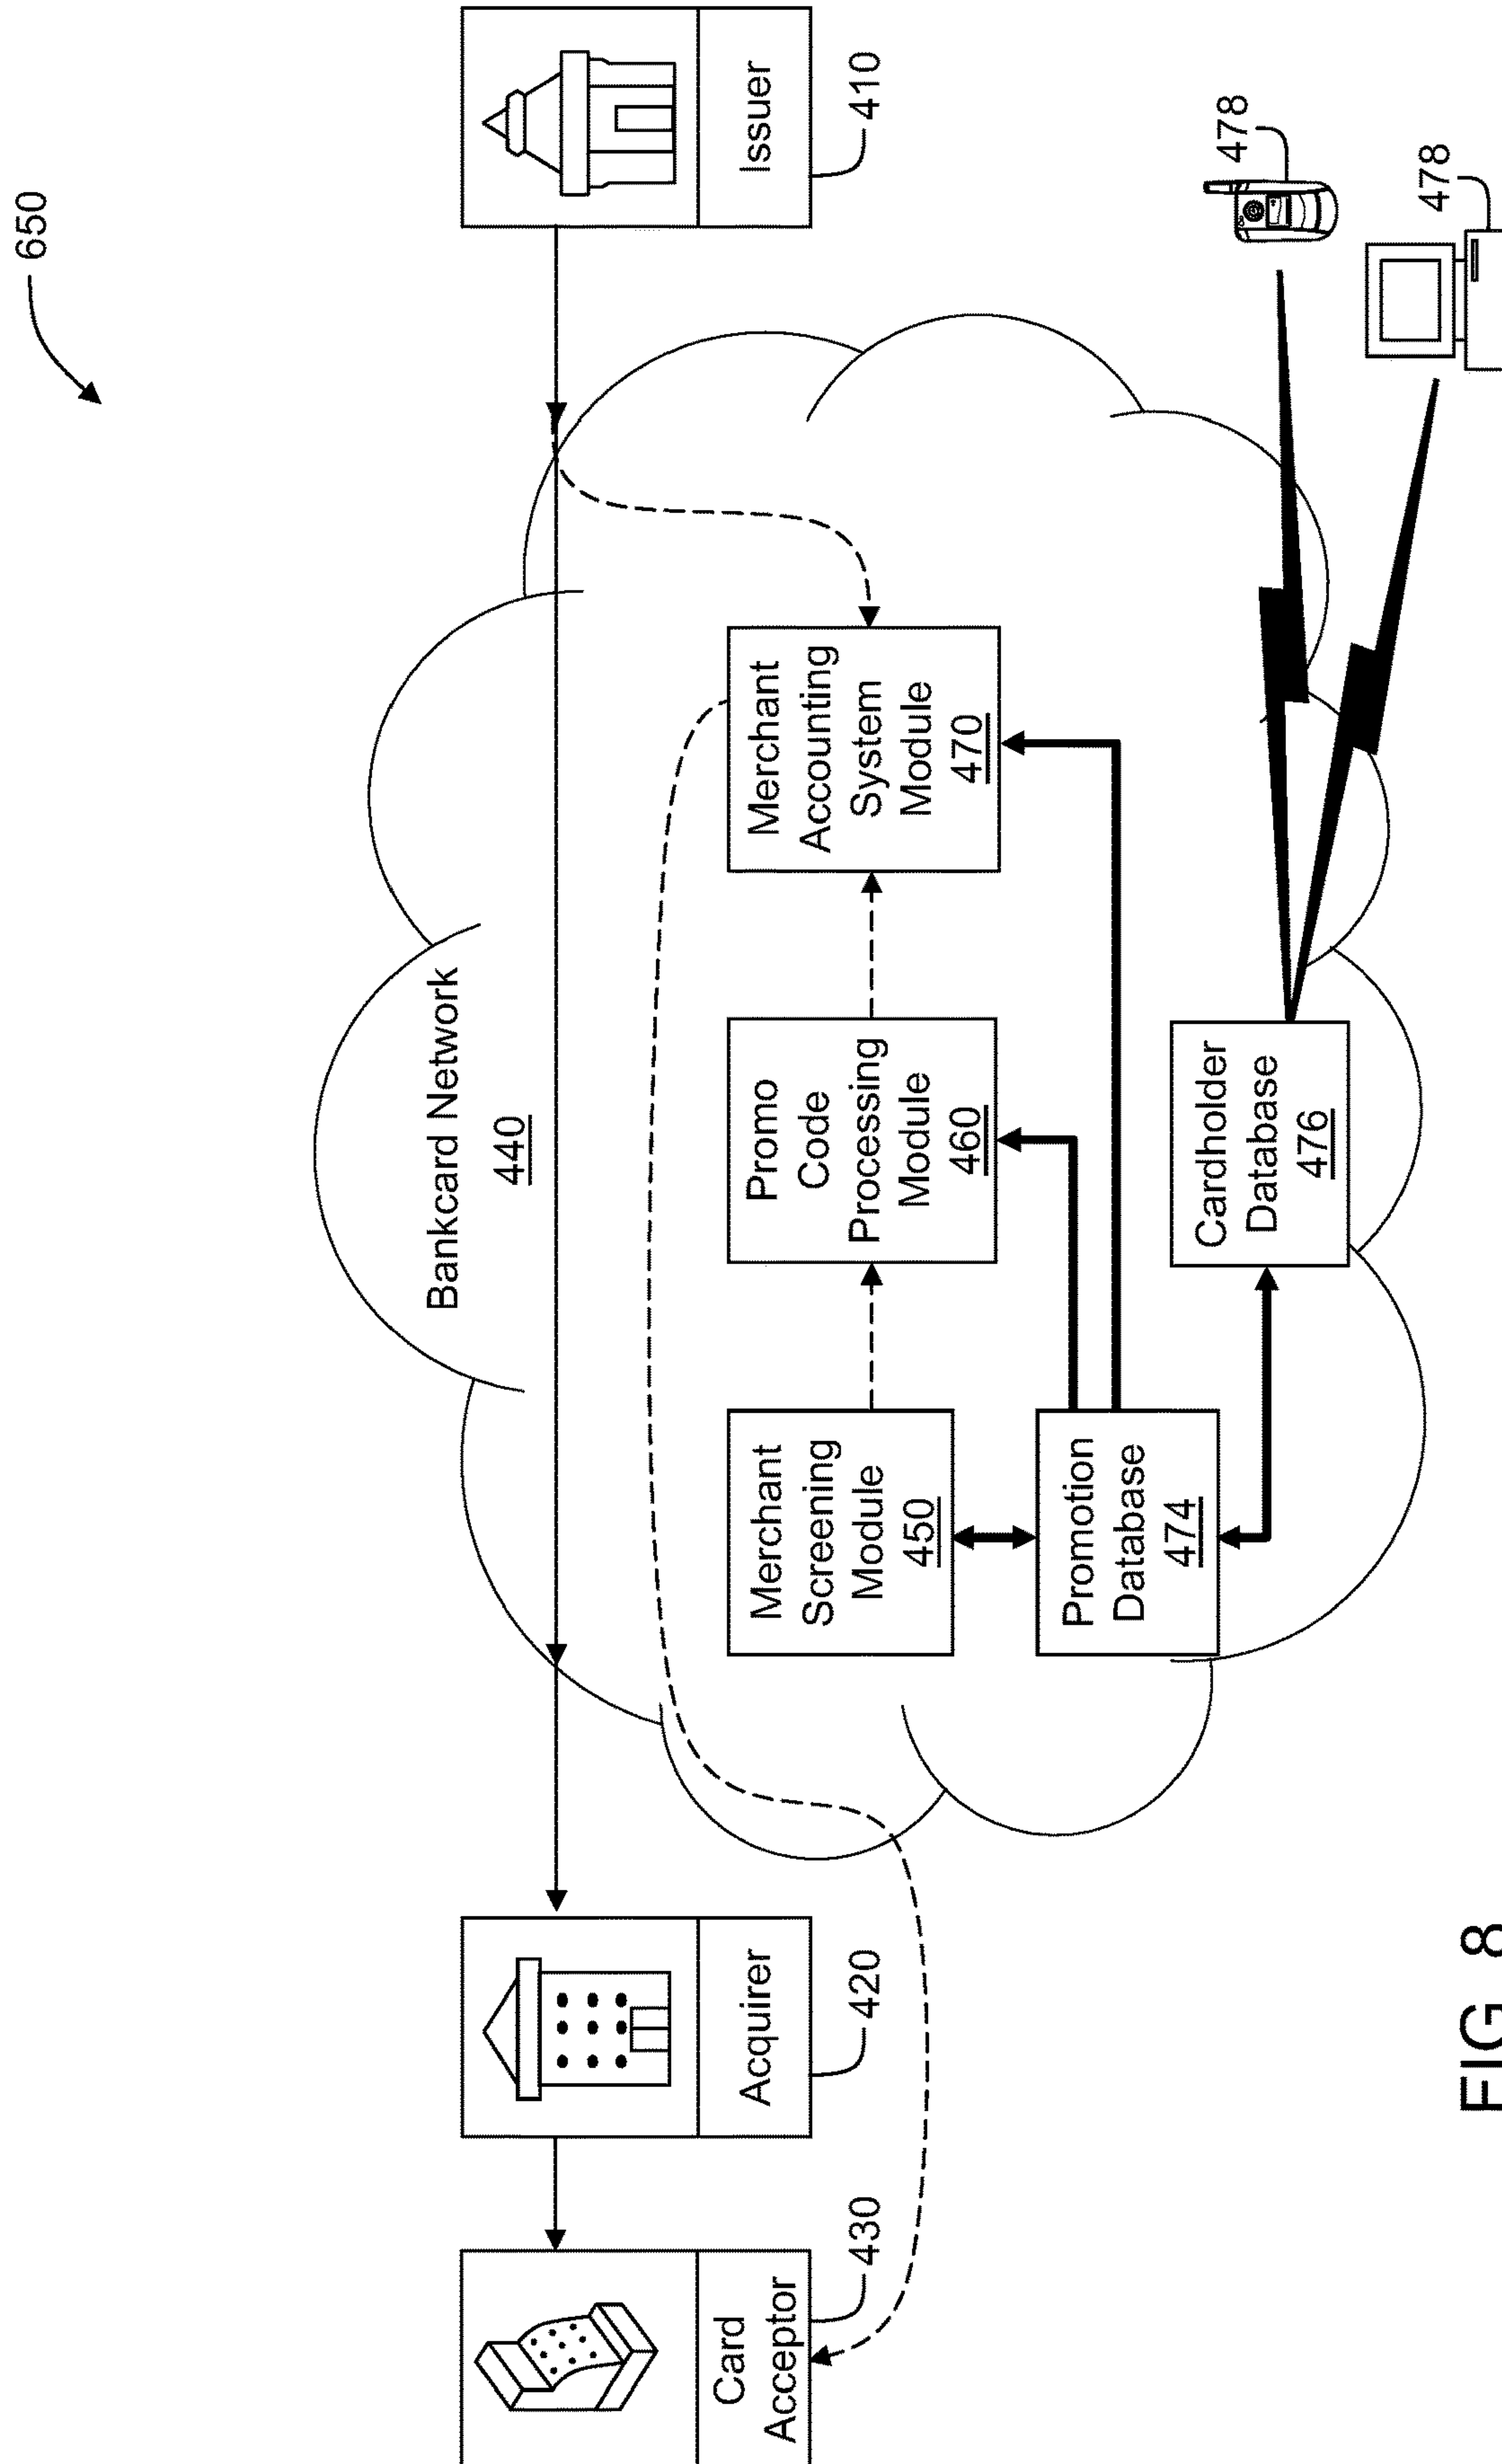 650
Card
Acceptor
430
Acquirer
420
Bankcard Network
440
Issuer
410
Merchant
Screening
Module
450
Promo
Code
Processing
Module
460
Merchant
Accounting
System
Module
470
Promotion
Database
474
Cardholder
Database
476
478
478
FIG. 8